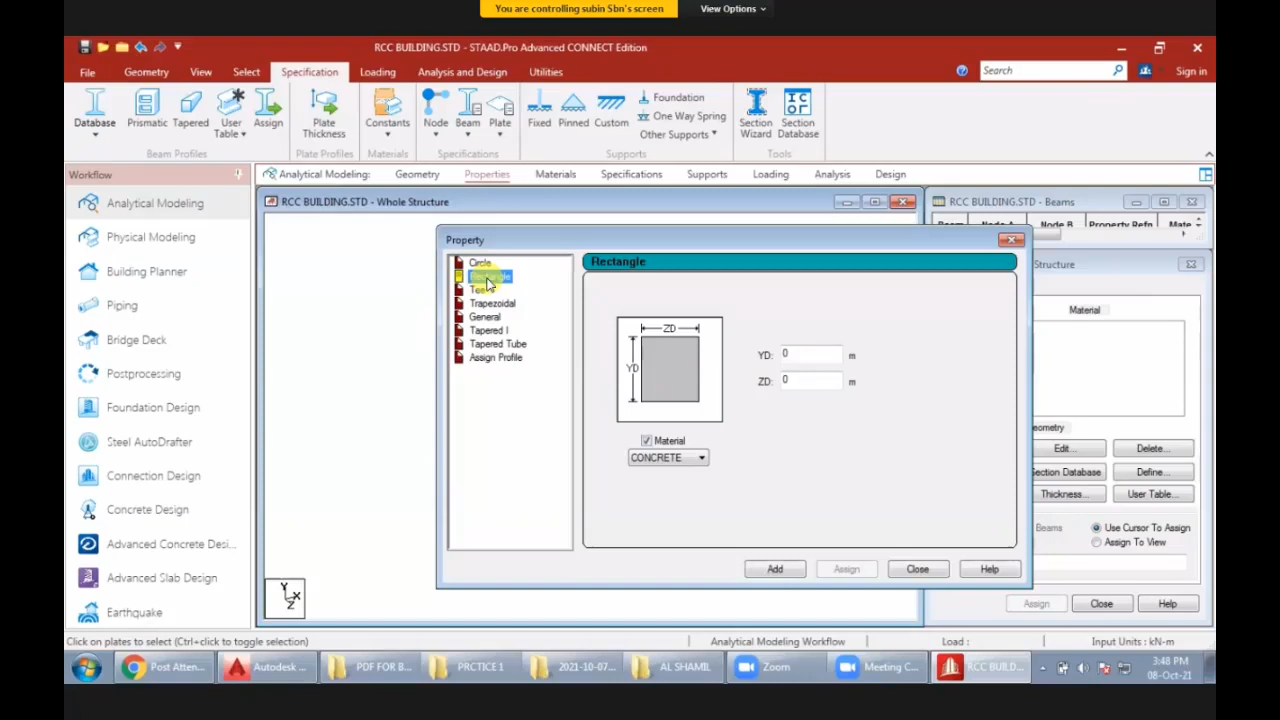 You are controlling subin Sbn's screen
View Options
RCC BUILDING.STD - STAAD.Pro Advanced CONNECT Edition
File
Geometry
View
Select
Specification
Loading
Analysis and Design
Utilities
Search
Sign in
Database
Prismatic
Tapered
User Table
Assign
Plate Thickness
Constants
Node
Beam
Plate
Fixed
Pinned
Custom
Foundation
One Way Spring
Other Supports
Section Wizard
Section Database
Beam Profiles
Plate Profiles
Materials
Specifications
Supports
Tools
Workflow
Analytical Modeling:
Geometry
Properties
Materials
Specifications
Supports
Loading
Analysis
Design
Analytical Modeling
Physical Modeling
Building Planner
Piping
Bridge Deck
Postprocessing
Foundation Design
Steel AutoDrafter
Connection Design
Concrete Design
Advanced Concrete Desi...
Advanced Slab Design
Earthquake
RCC BUILDING.STD - Whole Structure
Y
X
Z
RCC BUILDING.STD - Beams
Node B
Property Refn
Mate
Property
Circle
Trapezoidal
General
Tapered I
Tapered Tube
Assign Profile
Rectangle
ZD
YD
YD: 0 m
ZD: 0 m
Material
CONCRETE
Add
Assign
Close
Help
Structure
Material
eometry
Edit...
Delete...
Section Database
Define...
Thickness...
User Table...
Beams
Use Cursor To Assign
Assign To View
Assign
Close
Help
Click on plates to select (Ctrl+click to toggle selection)
Analytical Modeling Workflow
Load :
Input Units : kN-m
Post Atten...
Autodesk ...
PDF FOR B...
PRCTICE 1
2021-10-07...
AL SHAMIL
Zoom
Meeting C...
RCC BUILD...
3:48 PM
08-Oct-21